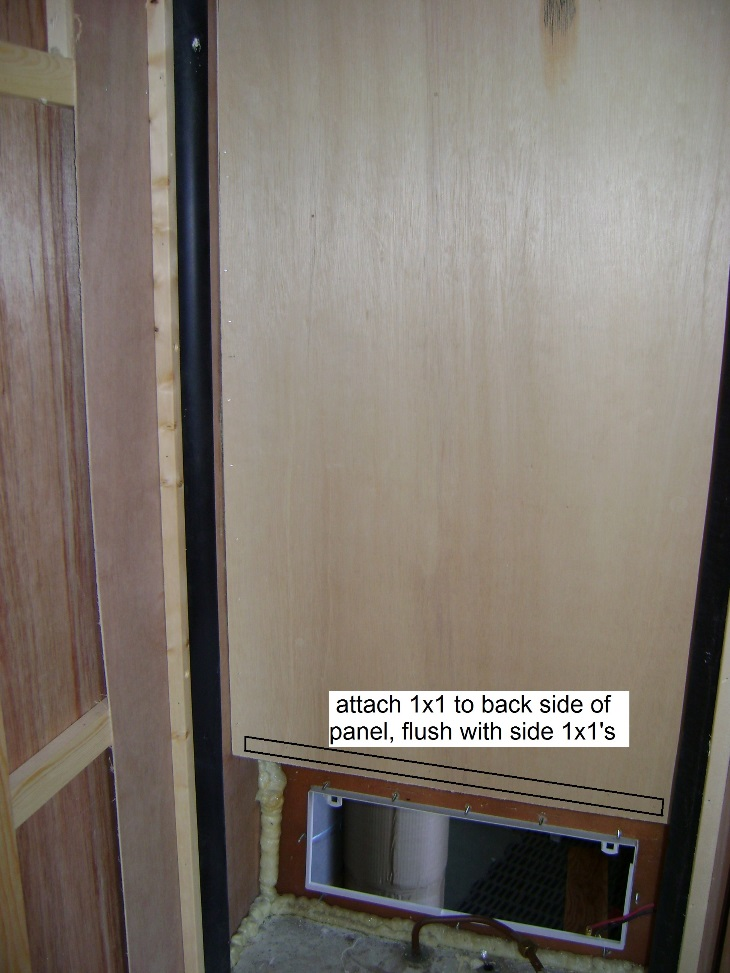 attach 1x1 to back side of
panel, flush with side 1x1's